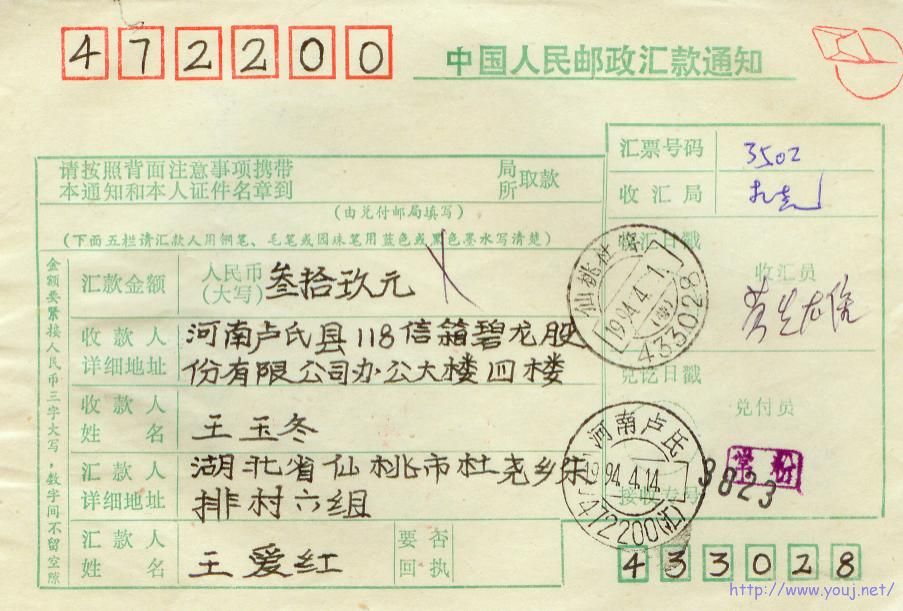 472200
中国人民邮政汇款通知
请按照背面注意事项携带
本通知和本人证件名章到
局
所
取款
(由兑付邮局填写)
(下面五栏请汇款人用钢笔、毛笔或圆珠笔用蓝色或黑色墨水写清楚)
金额要紧接人民币三字大写,数字间不留空隙
汇款金额
人民币
(大写)
叁拾玖元
收款人
详细地址
河南卢氏县118信箱碧龙股
份有限公司办公大楼四楼
收款人
姓名
王玉冬
汇款人
详细地址
湖北省仙桃市杜尧乡朱
排村六组
汇款人
姓名
王爱红
要否
回执
汇票号码
3502
收汇局
收汇日戳
仙桃
1994.4.1
433028
收汇员
兑讫日戳
兑付员
河南卢氏
1994.4.14
472200(汇)
接收专号
3823
433028
http://www.youj.net/